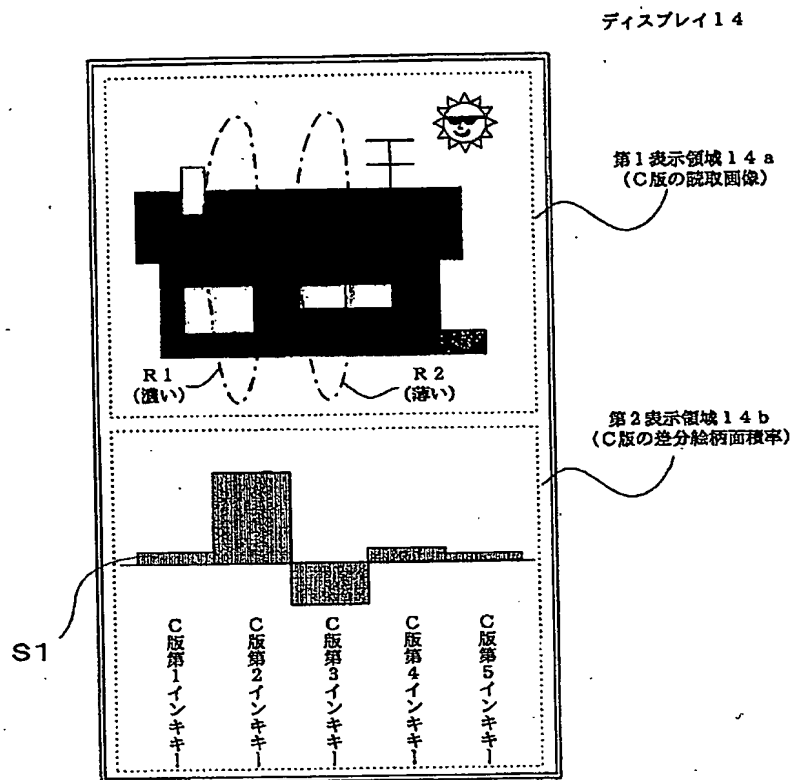 ディスプレイ14
第1表示領域14a
(C版の読取画像)
R1
(濃い)
R2
(薄い)
第2表示領域14b
(C版の差分絵柄面積率)
S1
C版第1インキキー
C版第2インキキー
C版第3インキキー
C版第4インキキー
C版第5インキキー